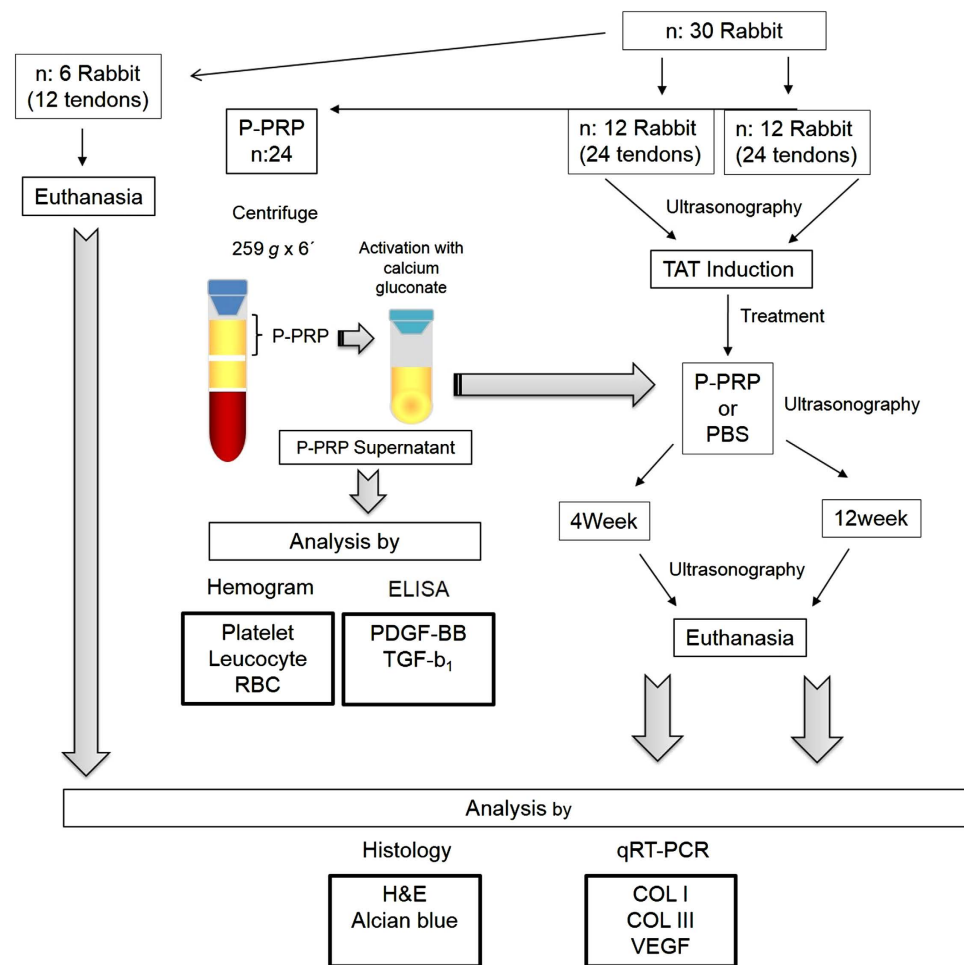 n: 30 Rabbit
n: 6 Rabbit
(12 tendons)
P-PRP
n:24
n: 12 Rabbit
(24 tendons)
n: 12 Rabbit
(24 tendons)
Euthanasia
Ultrasonography
Centrifuge
259 g x 6´
Activation with
calcium
gluconate
TAT Induction
Treatment
P-PRP
P-PRP
or
PBS
Ultrasonography
P-PRP Supernatant
4Week
12week
Analysis by
Ultrasonography
Hemogram
ELISA
Platelet
Leucocyte
RBC
PDGF-BB
TGF-b₁
Euthanasia
Analysis by
Histology
qRT-PCR
H&E
Alcian blue
COL I
COL III
VEGF